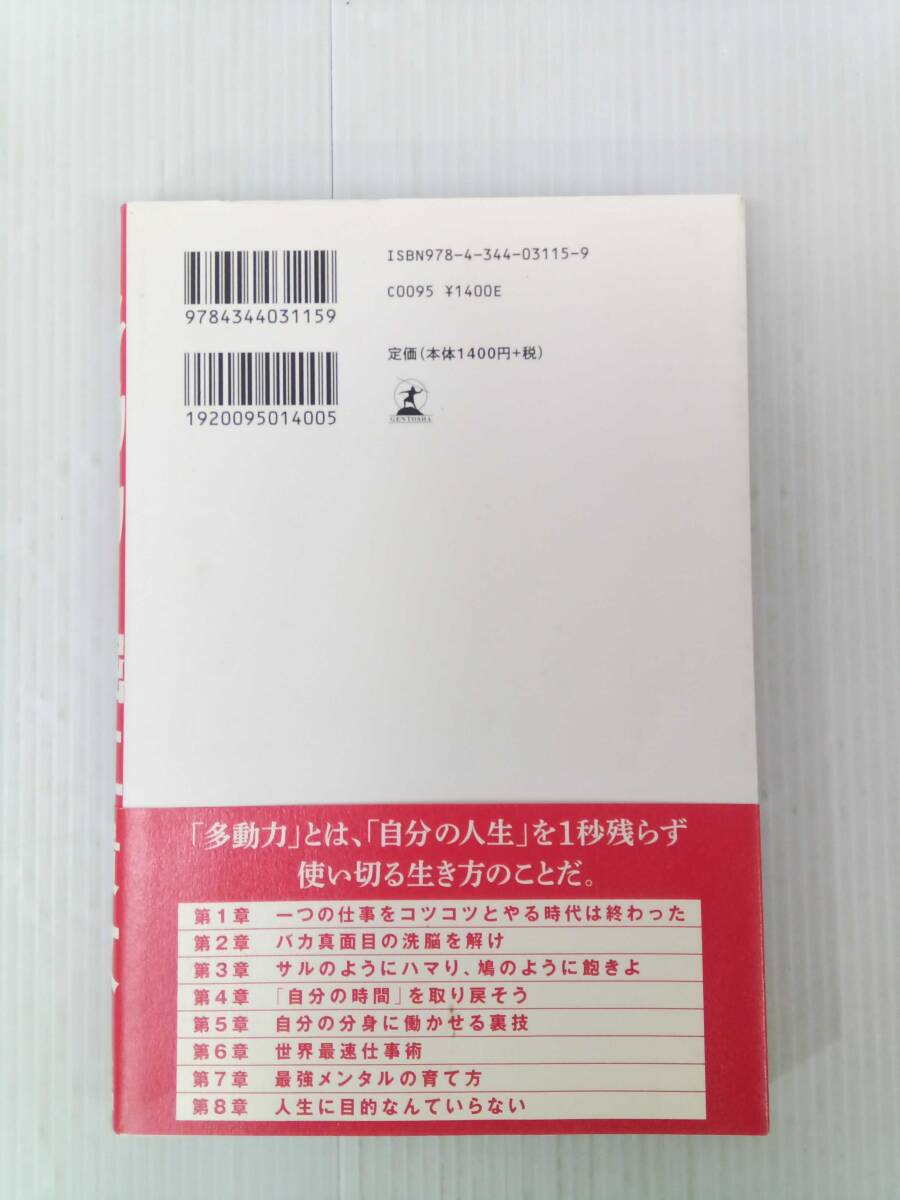 ISBN978-4-344-03115-9
C0095 ¥1400E
9784344031159
定価(本体1400円+税)
1920095014005
GENTOSHA
「多動力」とは、「自分の人生」を1秒残らず
使い切る生き方のことだ。
第1章 一つの仕事をコツコツとやる時代は終わった
第2章 バカ真面目の洗脳を解け
第3章 サルのようにハマり、鳩のように飽きよ
第4章 「自分の時間」を取り戻そう
第5章 自分の分身に働かせる裏技
第6章 世界最速仕事術
第7章 最強メンタルの育て方
第8章 人生に目的なんていらない